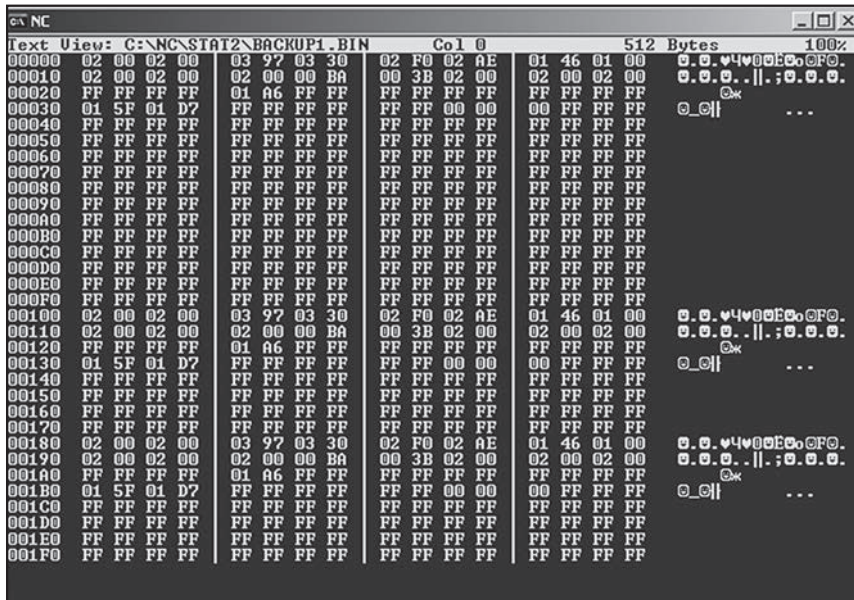 NC
Text View: C:\NC\STAT2\BACKUP1.BIN Col 0 512 Bytes 100%
00000 02 00 02 00 03 97 03 30 02 F0 02 AE 01 46 01 00
00010 02 00 02 00 02 00 00 BA 00 3B 02 00 02 00 02 00
00020 FF FF FF FF 01 A6 FF FF FF FF FF FF FF FF FF FF
00030 01 5F 01 D7 FF FF FF FF FF FF 00 00 00 FF FF FF
00040 FF FF FF FF FF FF FF FF FF FF FF FF FF FF FF FF
00050 FF FF FF FF FF FF FF FF FF FF FF FF FF FF FF FF
00060 FF FF FF FF FF FF FF FF FF FF FF FF FF FF FF FF
00070 FF FF FF FF FF FF FF FF FF FF FF FF FF FF FF FF
00080 FF FF FF FF FF FF FF FF FF FF FF FF FF FF FF FF
00090 FF FF FF FF FF FF FF FF FF FF FF FF FF FF FF FF
000A0 FF FF FF FF FF FF FF FF FF FF FF FF FF FF FF FF
000B0 FF FF FF FF FF FF FF FF FF FF FF FF FF FF FF FF
000C0 FF FF FF FF FF FF FF FF FF FF FF FF FF FF FF FF
000D0 FF FF FF FF FF FF FF FF FF FF FF FF FF FF FF FF
000E0 FF FF FF FF FF FF FF FF FF FF FF FF FF FF FF FF
000F0 FF FF FF FF FF FF FF FF FF FF FF FF FF FF FF FF
00100 02 00 02 00 03 97 03 30 02 F0 02 AE 01 46 01 00
00110 02 00 02 00 02 00 00 BA 00 3B 02 00 02 00 02 00
00120 FF FF FF FF 01 A6 FF FF FF FF FF FF FF FF FF FF
00130 01 5F 01 D7 FF FF FF FF FF FF 00 00 00 FF FF FF
00140 FF FF FF FF FF FF FF FF FF FF FF FF FF FF FF FF
00150 FF FF FF FF FF FF FF FF FF FF FF FF FF FF FF FF
00160 FF FF FF FF FF FF FF FF FF FF FF FF FF FF FF FF
00170 FF FF FF FF FF FF FF FF FF FF FF FF FF FF FF FF
00180 02 00 02 00 03 97 03 30 02 F0 02 AE 01 46 01 00
00190 02 00 02 00 02 00 00 BA 00 3B 02 00 02 00 02 00
001A0 FF FF FF FF 01 A6 FF FF FF FF FF FF FF FF FF FF
001B0 01 5F 01 D7 FF FF FF FF FF FF 00 00 00 FF FF FF
001C0 FF FF FF FF FF FF FF FF FF FF FF FF FF FF FF FF
001D0 FF FF FF FF FF FF FF FF FF FF FF FF FF FF FF FF
001E0 FF FF FF FF FF FF FF FF FF FF FF FF FF FF FF FF
001F0 FF FF FF FF FF FF FF FF FF FF FF FF FF FF FF FF